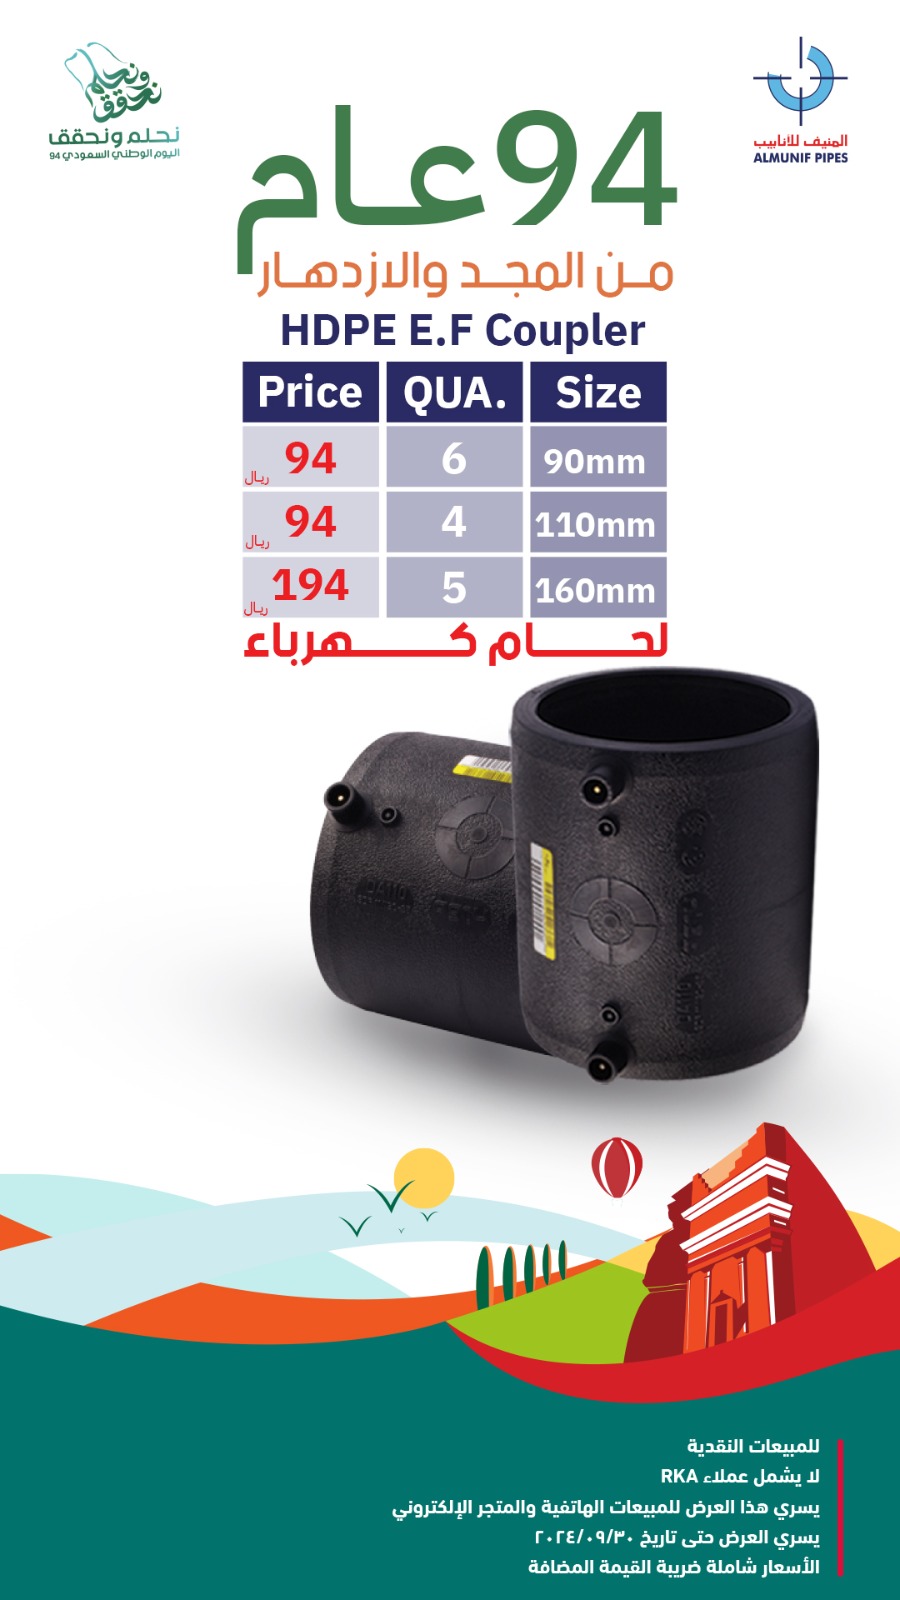 ونحلم
نحقق
نحلم ونحقق
اليوم الوطني السعودي 94
المنيف للأنابيب
ALMUNIF PIPES
94عام
من المجد والازدهار
HDPE E.F Coupler
Price QUA. Size
94 ريال 6 90mm
94 ريال 4 110mm
194 ريال 5 160mm
لحام كهرباء
للمبيعات النقدية
لا يشمل عملاء RKA
يسري هذا العرض للمبيعات الهاتفية والمتجر الإلكتروني
يسري العرض حتى تاريخ ٢٠٢٤/٠٩/٣٠
الأسعار شاملة ضريبة القيمة المضافة